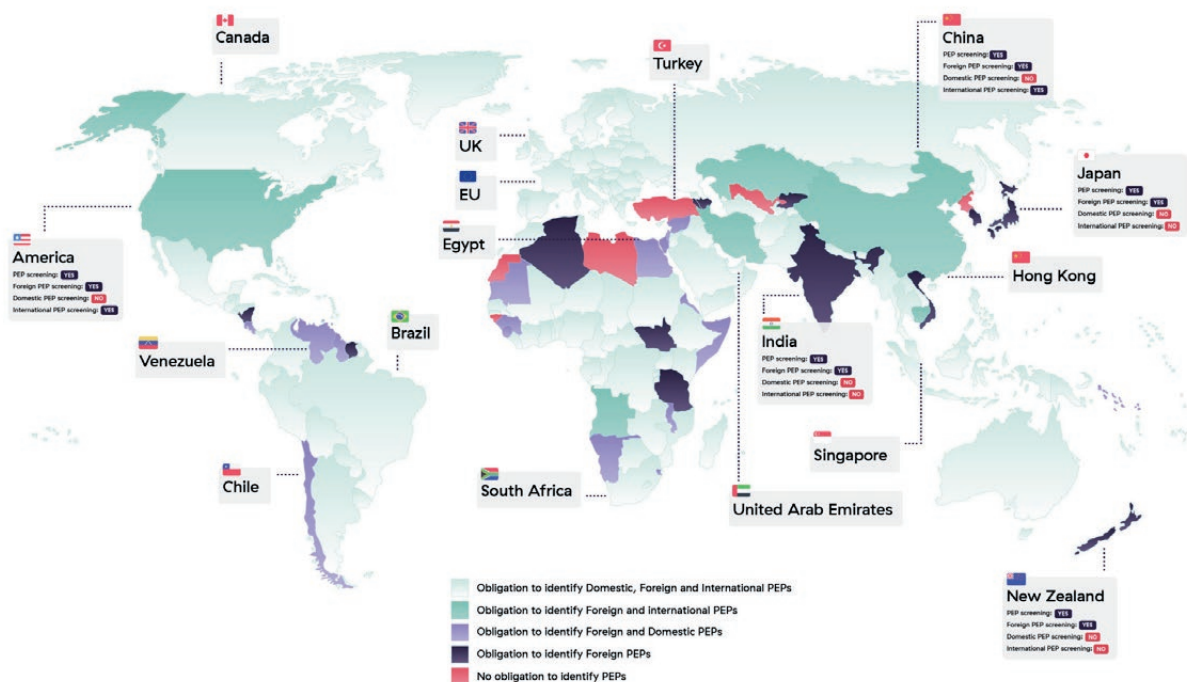 Canada
Turkey
China
PEP screening: YES
Foreign PEP screening: YES
Domestic PEP screening: NO
International PEP screening: YES
UK
EU
Egypt
Japan
PEP screening: YES
Foreign PEP screening: YES
Domestic PEP screening: NO
International PEP screening: NO
America
PEP screening: YES
Foreign PEP screening: YES
Domestic PEP screening: NO
International PEP screening: YES
Hong Kong
Venezuela
Brazil
India
PEP screening: YES
Foreign PEP screening: YES
Domestic PEP screening: NO
International PEP screening: NO
Singapore
Chile
South Africa
United Arab Emirates
New Zealand
PEP screening: YES
Foreign PEP screening: YES
Domestic PEP screening: NO
International PEP screening: NO
Obligation to identify Domestic, Foreign and International PEPs
Obligation to identify Foreign and international PEPs
Obligation to identify Foreign and Domestic PEPs
Obligation to identify Foreign PEPs
No obligation to identify PEPs